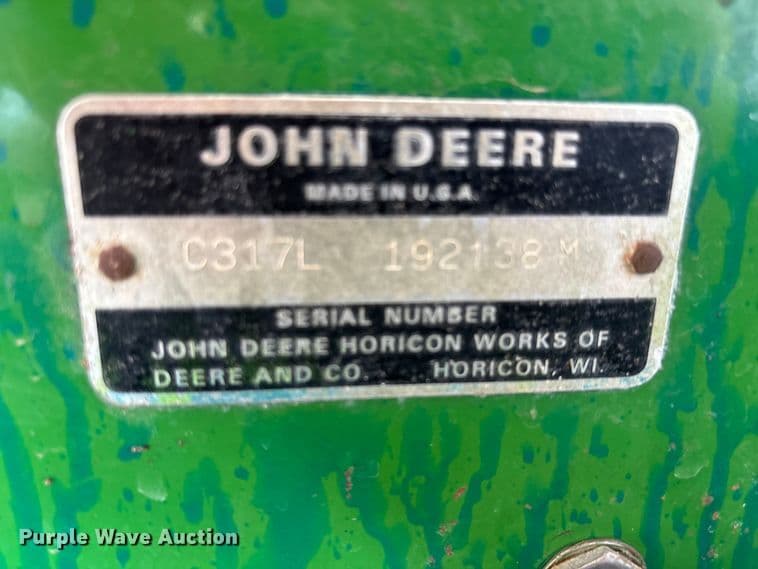 JOHN DEERE
MADE IN U.S.A.
C317L 192138 M
SERIAL NUMBER
JOHN DEERE HORICON WORKS OF
DEERE AND CO. HORICON, WI.
Purple Wave Auction